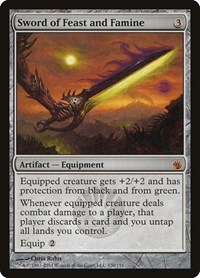 Sword of Feast and Famine 3
Artifact — Equipment
Equipped creature gets +2/+2 and has
protection from black and from green.
Whenever equipped creature deals
combat damage to a player, that
player discards a card and you untap
all lands you control.
Equip 2
Chris Rahn